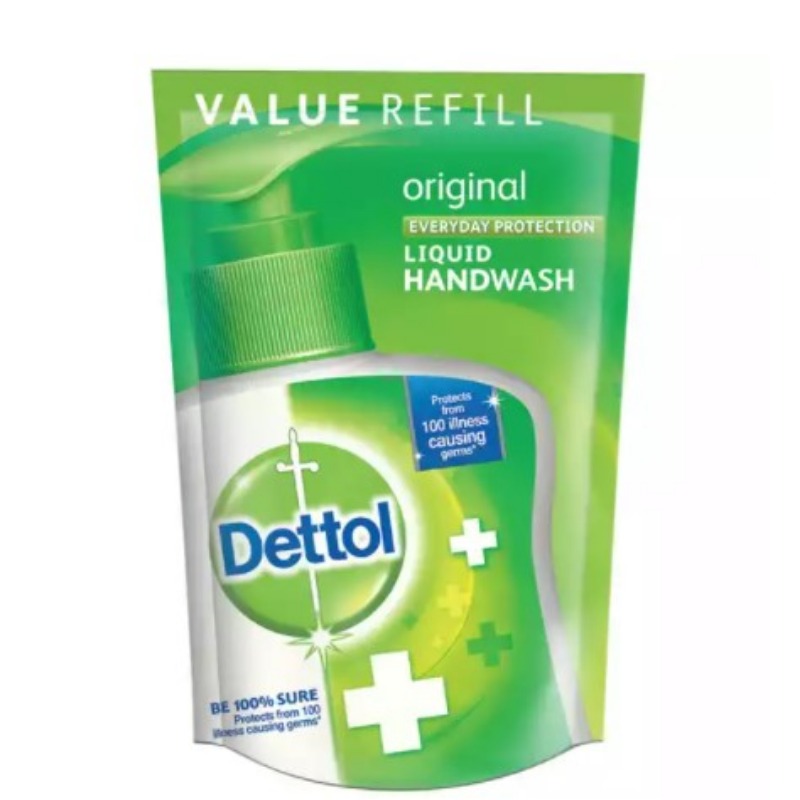 VALUE REFILL
original
EVERYDAY PROTECTION
LIQUID
HANDWASH
Protects
from
100 illness
causing
germs*
Dettol
BE 100% SURE
Protects from 100
illness causing germs*